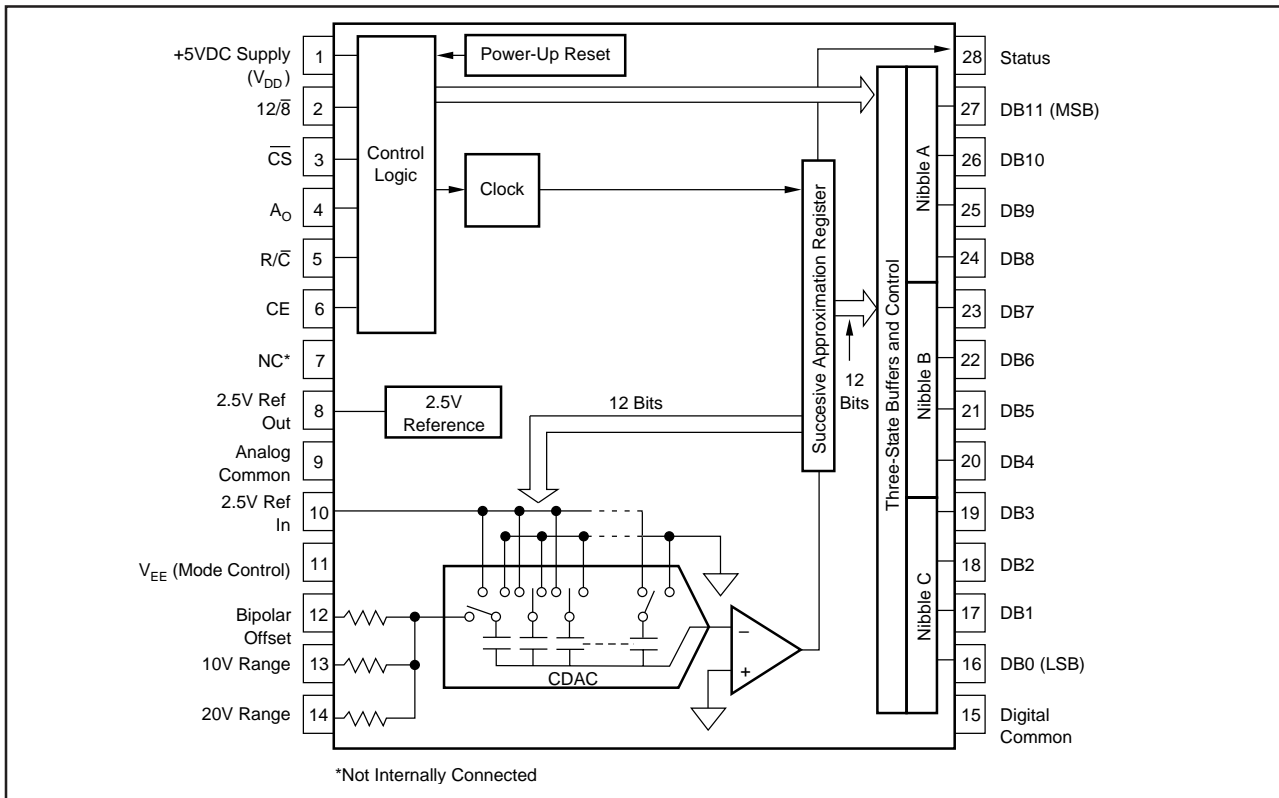 +5VDC Supply
(VDD)
1
12/8̅
2
C̅S̅
3
AO
4
R/C̅
5
CE
6
NC*
7
2.5V Ref
Out
8
Analog
Common
9
2.5V Ref
In
10
VEE (Mode Control)
11
Bipolar
Offset
12
10V Range
13
20V Range
14
Control
Logic
Power-Up Reset
Clock
2.5V
Reference
12 Bits
CDAC
−
+
Succesive Approximation Register
12
Bits
Three-State Buffers and Control
Nibble A
Nibble B
Nibble C
28
Status
27
DB11 (MSB)
26
DB10
25
DB9
24
DB8
23
DB7
22
DB6
21
DB5
20
DB4
19
DB3
18
DB2
17
DB1
16
DB0 (LSB)
15
Digital
Common
*Not Internally Connected